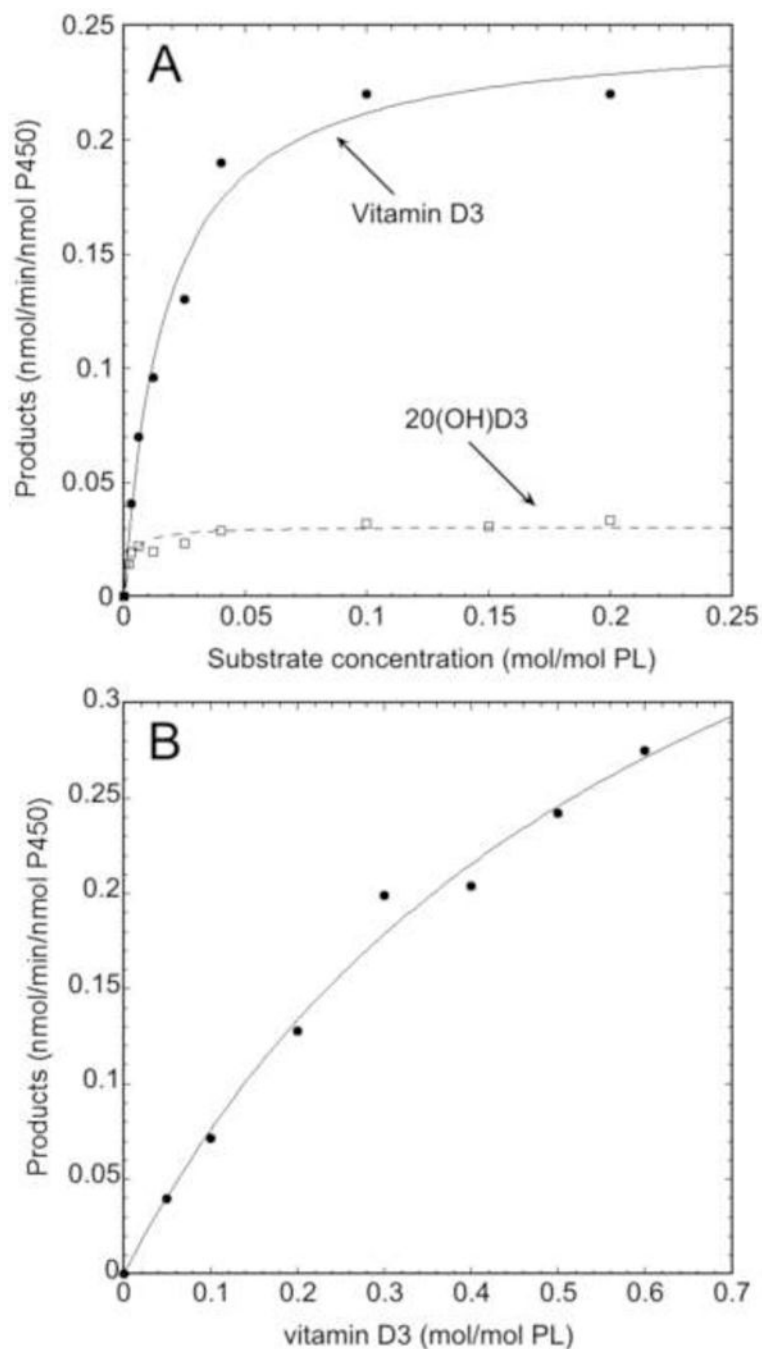 A
Products (nmol/min/nmol P450)
0.25
0.2
0.15
0.1
0.05
0
Vitamin D3
20(OH)D3
0 0.05 0.1 0.15 0.2 0.25
Substrate concentration (mol/mol PL)
B
Products (nmol/min/nmol P450)
0.3
0.25
0.2
0.15
0.1
0.05
0
0 0.1 0.2 0.3 0.4 0.5 0.6 0.7
vitamin D3 (mol/mol PL)